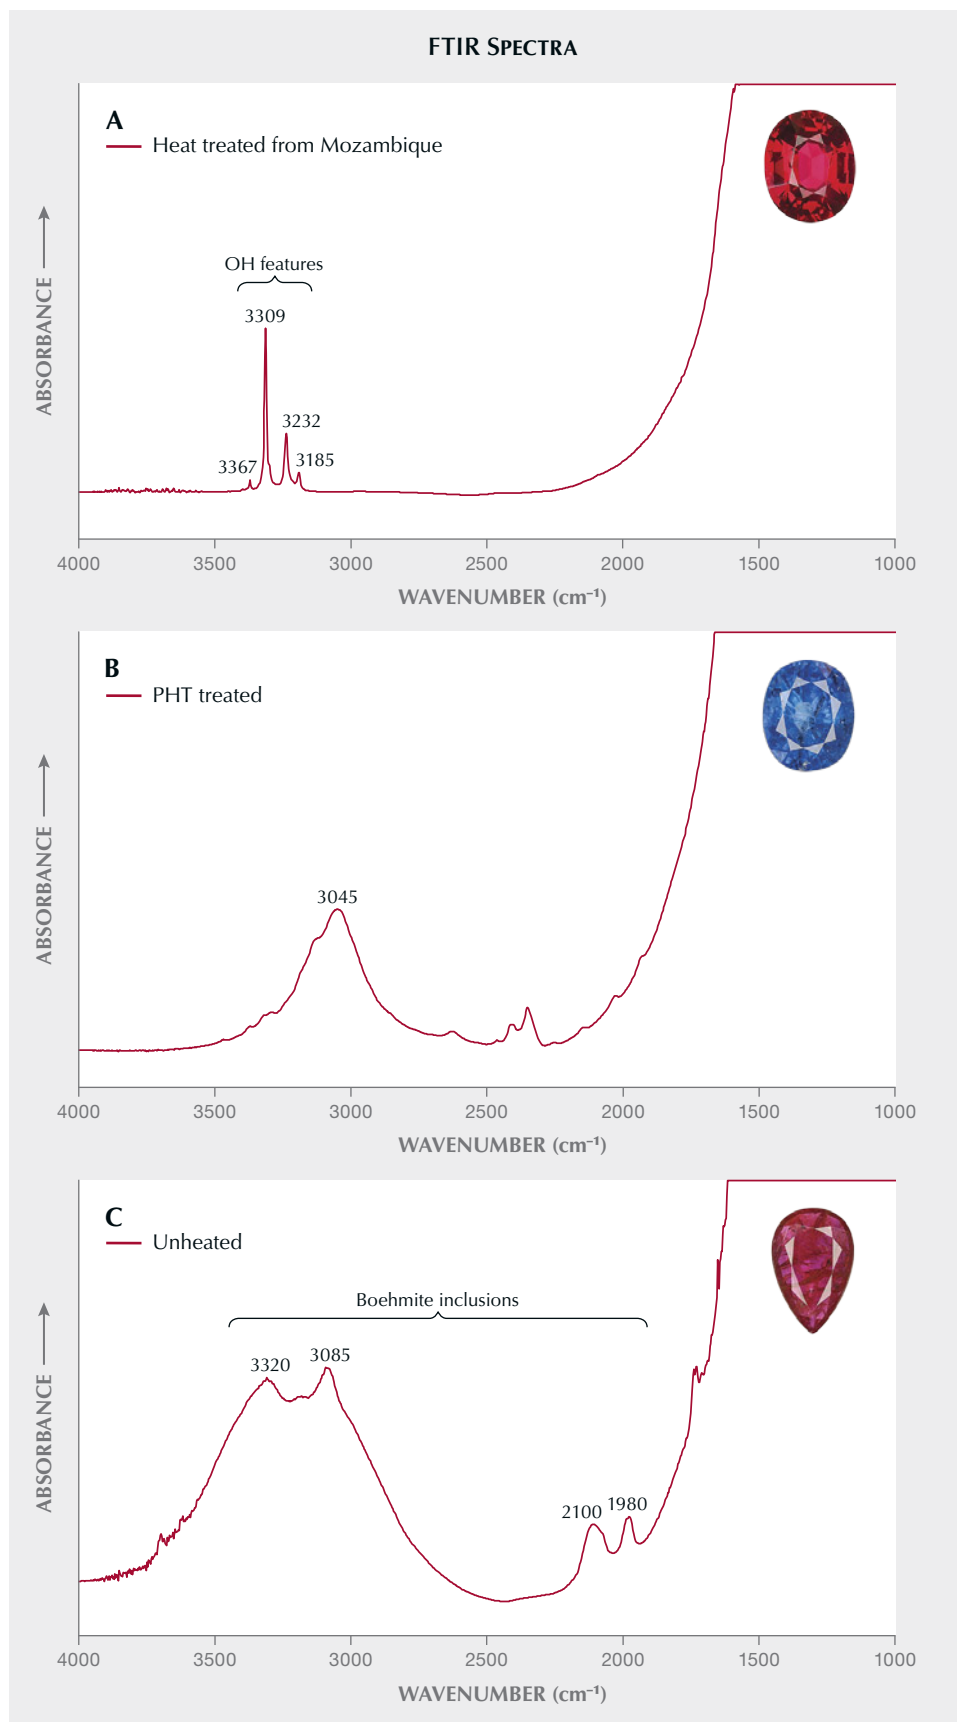 FTIR SPECTRA
A
Heat treated from Mozambique
OH features
3309
3232
3367
3185
ABSORBANCE
4000 3500 3000 2500 2000 1500 1000
WAVENUMBER (cm⁻¹)
B
PHT treated
3045
ABSORBANCE
4000 3500 3000 2500 2000 1500 1000
WAVENUMBER (cm⁻¹)
C
Unheated
Boehmite inclusions
3320 3085
2100 1980
ABSORBANCE
4000 3500 3000 2500 2000 1500 1000
WAVENUMBER (cm⁻¹)